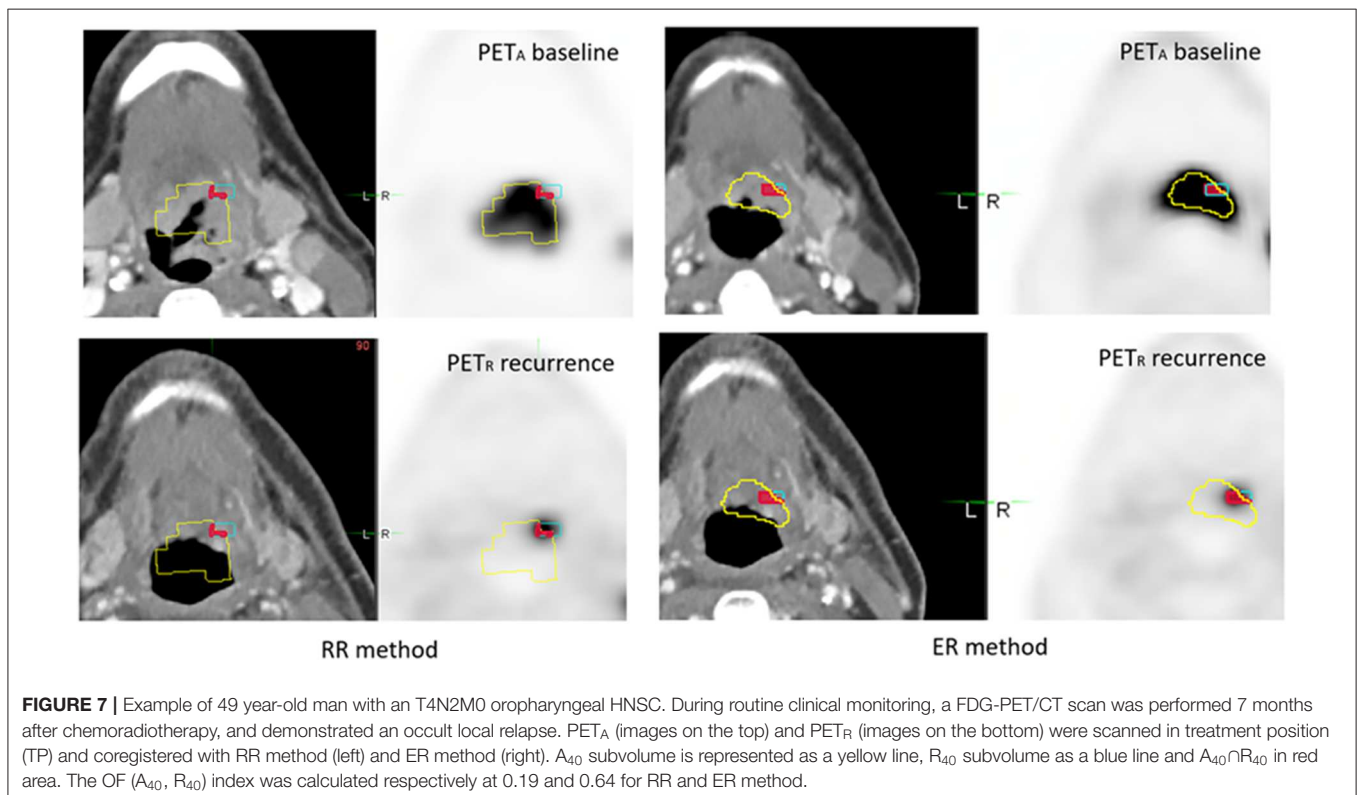 PETA baseline
PETA baseline
L R
L R
90
PETR recurrence
PETR recurrence
L R
L R
RR method
ER method
FIGURE 7 | Example of 49 year-old man with an T4N2M0 oropharyngeal HNSC. During routine clinical monitoring, a FDG-PET/CT scan was performed 7 months
after chemoradiotherapy, and demonstrated an occult local relapse. PETA (images on the top) and PETR (images on the bottom) were scanned in treatment position
(TP) and coregistered with RR method (left) and ER method (right). A40 subvolume is represented as a yellow line, R40 subvolume as a blue line and A40∩R40 in red
area. The OF (A40, R40) index was calculated respectively at 0.19 and 0.64 for RR and ER method.